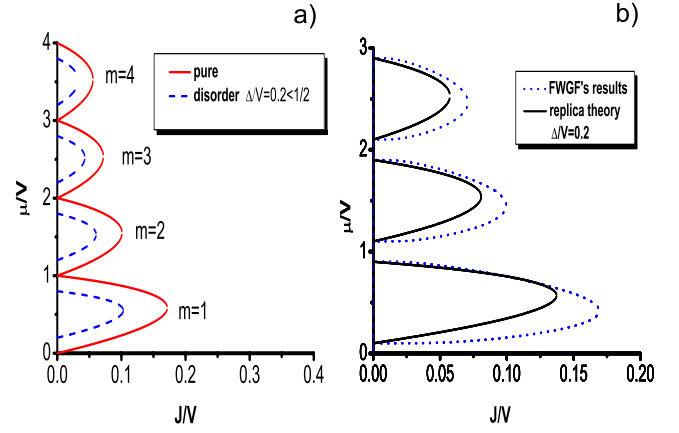 a)
4
3
2
1
0
μ/V
m=4
m=3
m=2
m=1
pure
disorder Δ/V=0.2<1/2
0.0 0.1 0.2 0.3 0.4
J/V
b)
3
2
1
0
μ/V
FWGF's results
replica theory
Δ/V=0.2
0.00 0.05 0.10 0.15 0.20
J/V